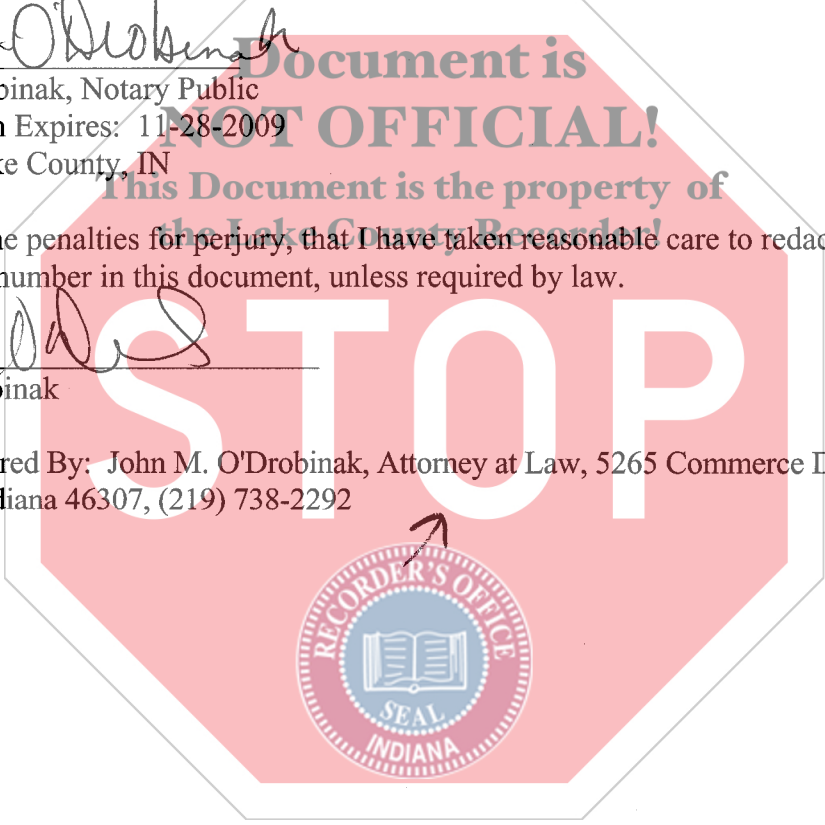 O'Drobinak
Document is
binak, Notary Public
NOT OFFICIAL!
n Expires: 11-28-2009
ke County, IN
This Document is the property of
the Lake County Recorder!
ne penalties for perjury, that I have taken reasonable care to redac
number in this document, unless required by law.
STOP
binak
red By: John M. O'Drobinak, Attorney at Law, 5265 Commerce D
diana 46307, (219) 738-2292
RECORDER'S OFFICE
SEAL
INDIANA